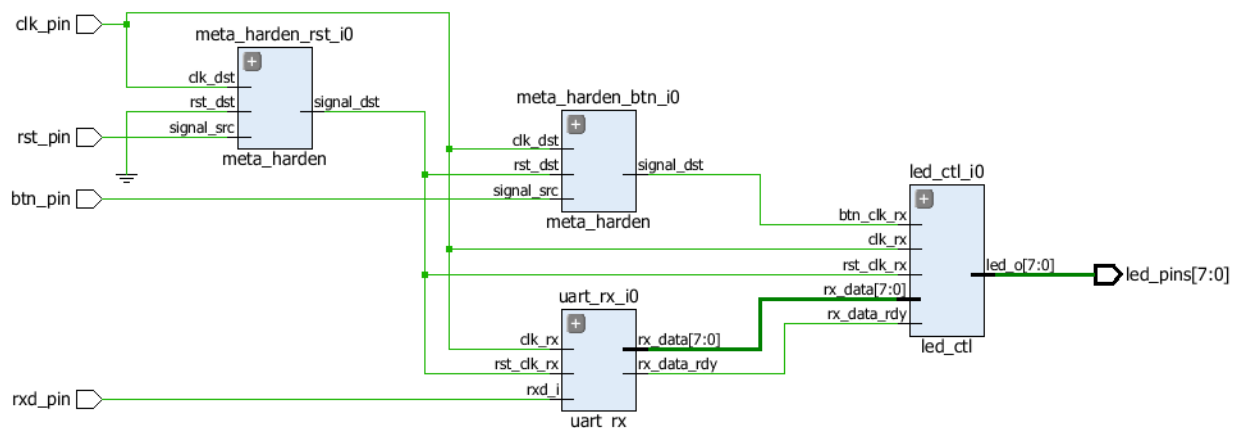 clk_pin
meta_harden_rst_i0
clk_dst
rst_dst
signal_src
signal_dst
meta_harden
rst_pin
btn_pin
meta_harden_btn_i0
clk_dst
rst_dst
signal_src
signal_dst
meta_harden
led_ctl_i0
btn_clk_rx
clk_rx
rst_clk_rx
rx_data[7:0]
rx_data_rdy
led_o[7:0]
led_ctl
led_pins[7:0]
uart_rx_i0
clk_rx
rst_clk_rx
rxd_i
rx_data[7:0]
rx_data_rdy
uart_rx
rxd_pin